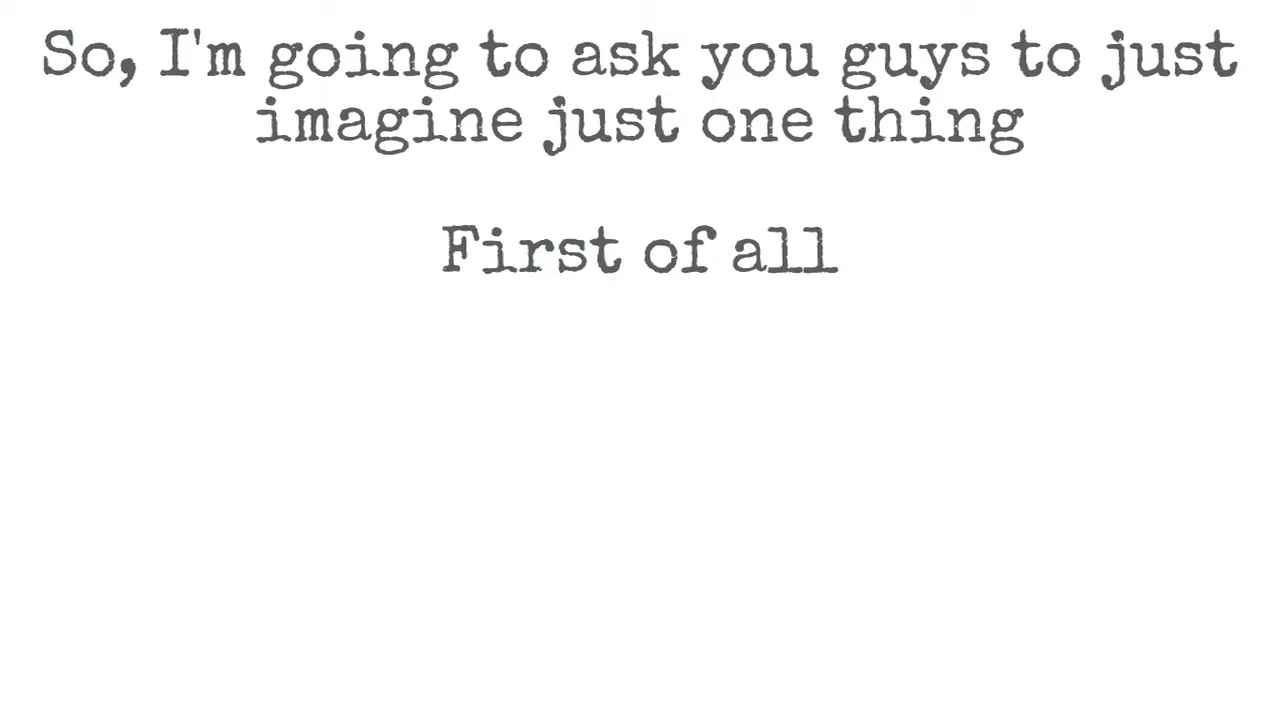 So, I'm going to ask you guys to just
imagine just one thing
First of all